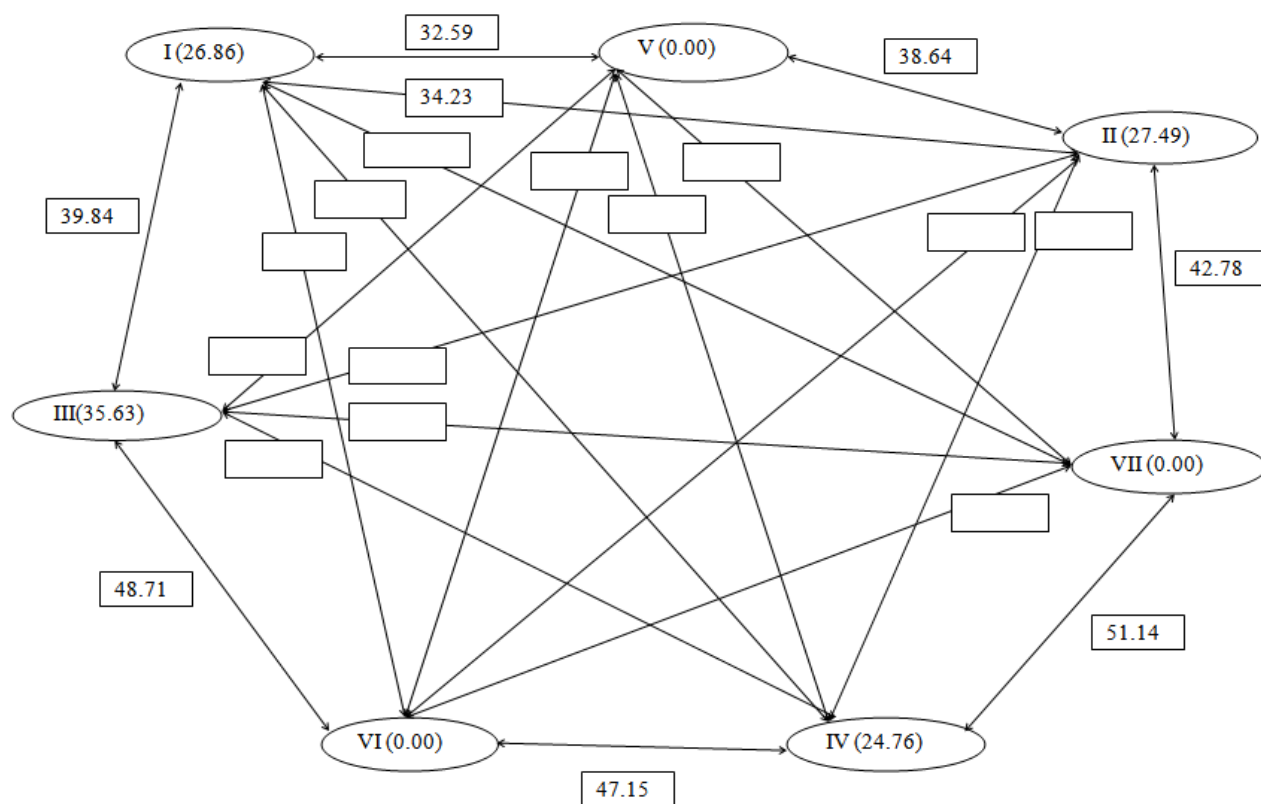 32.59
I (26.86)
V (0.00)
38.64
34.23
II (27.49)
39.84
42.78
III(35.63)
VII (0.00)
48.71
51.14
VI (0.00)
IV (24.76)
47.15